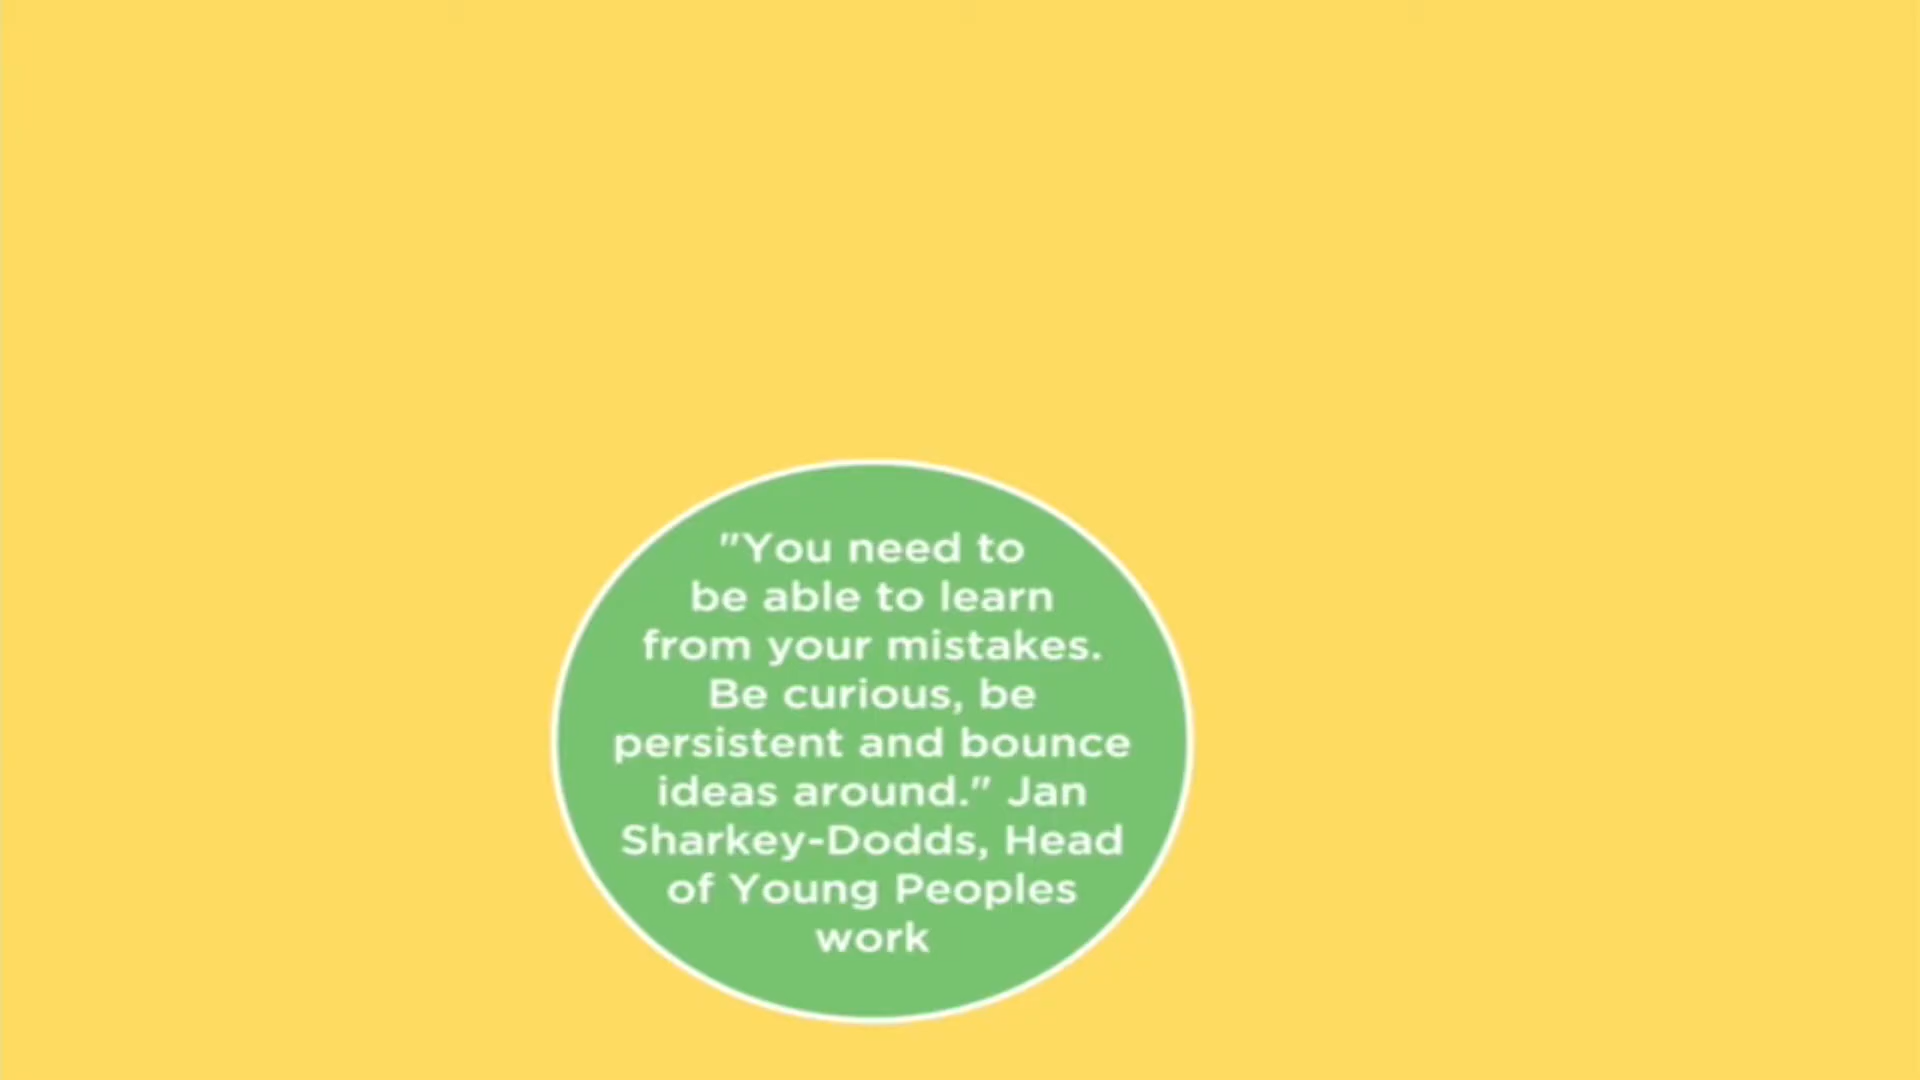 "You need to
be able to learn
from your mistakes.
Be curious, be
persistent and bounce
ideas around." Jan
Sharkey-Dodds, Head
of Young Peoples
work